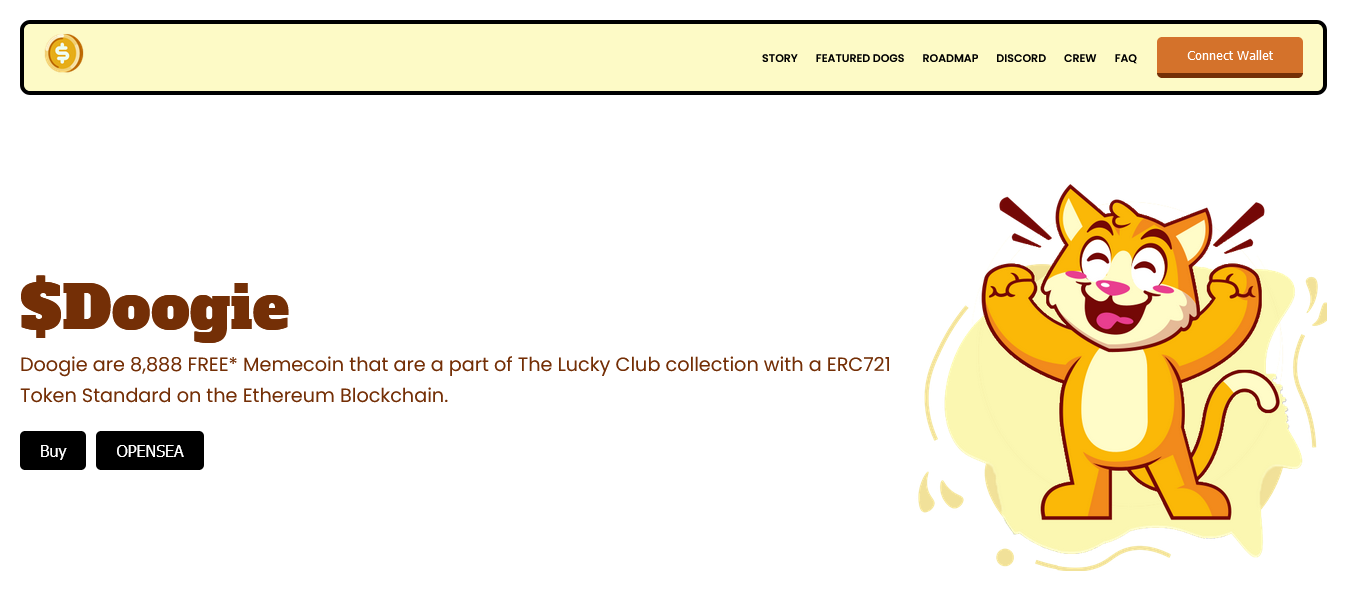 $
STORY FEATURED DOGS ROADMAP DISCORD CREW FAQ Connect Wallet
$Doogie
Doogie are 8,888 FREE* Memecoin that are a part of The Lucky Club collection with a ERC721
Token Standard on the Ethereum Blockchain.
Buy OPENSEA